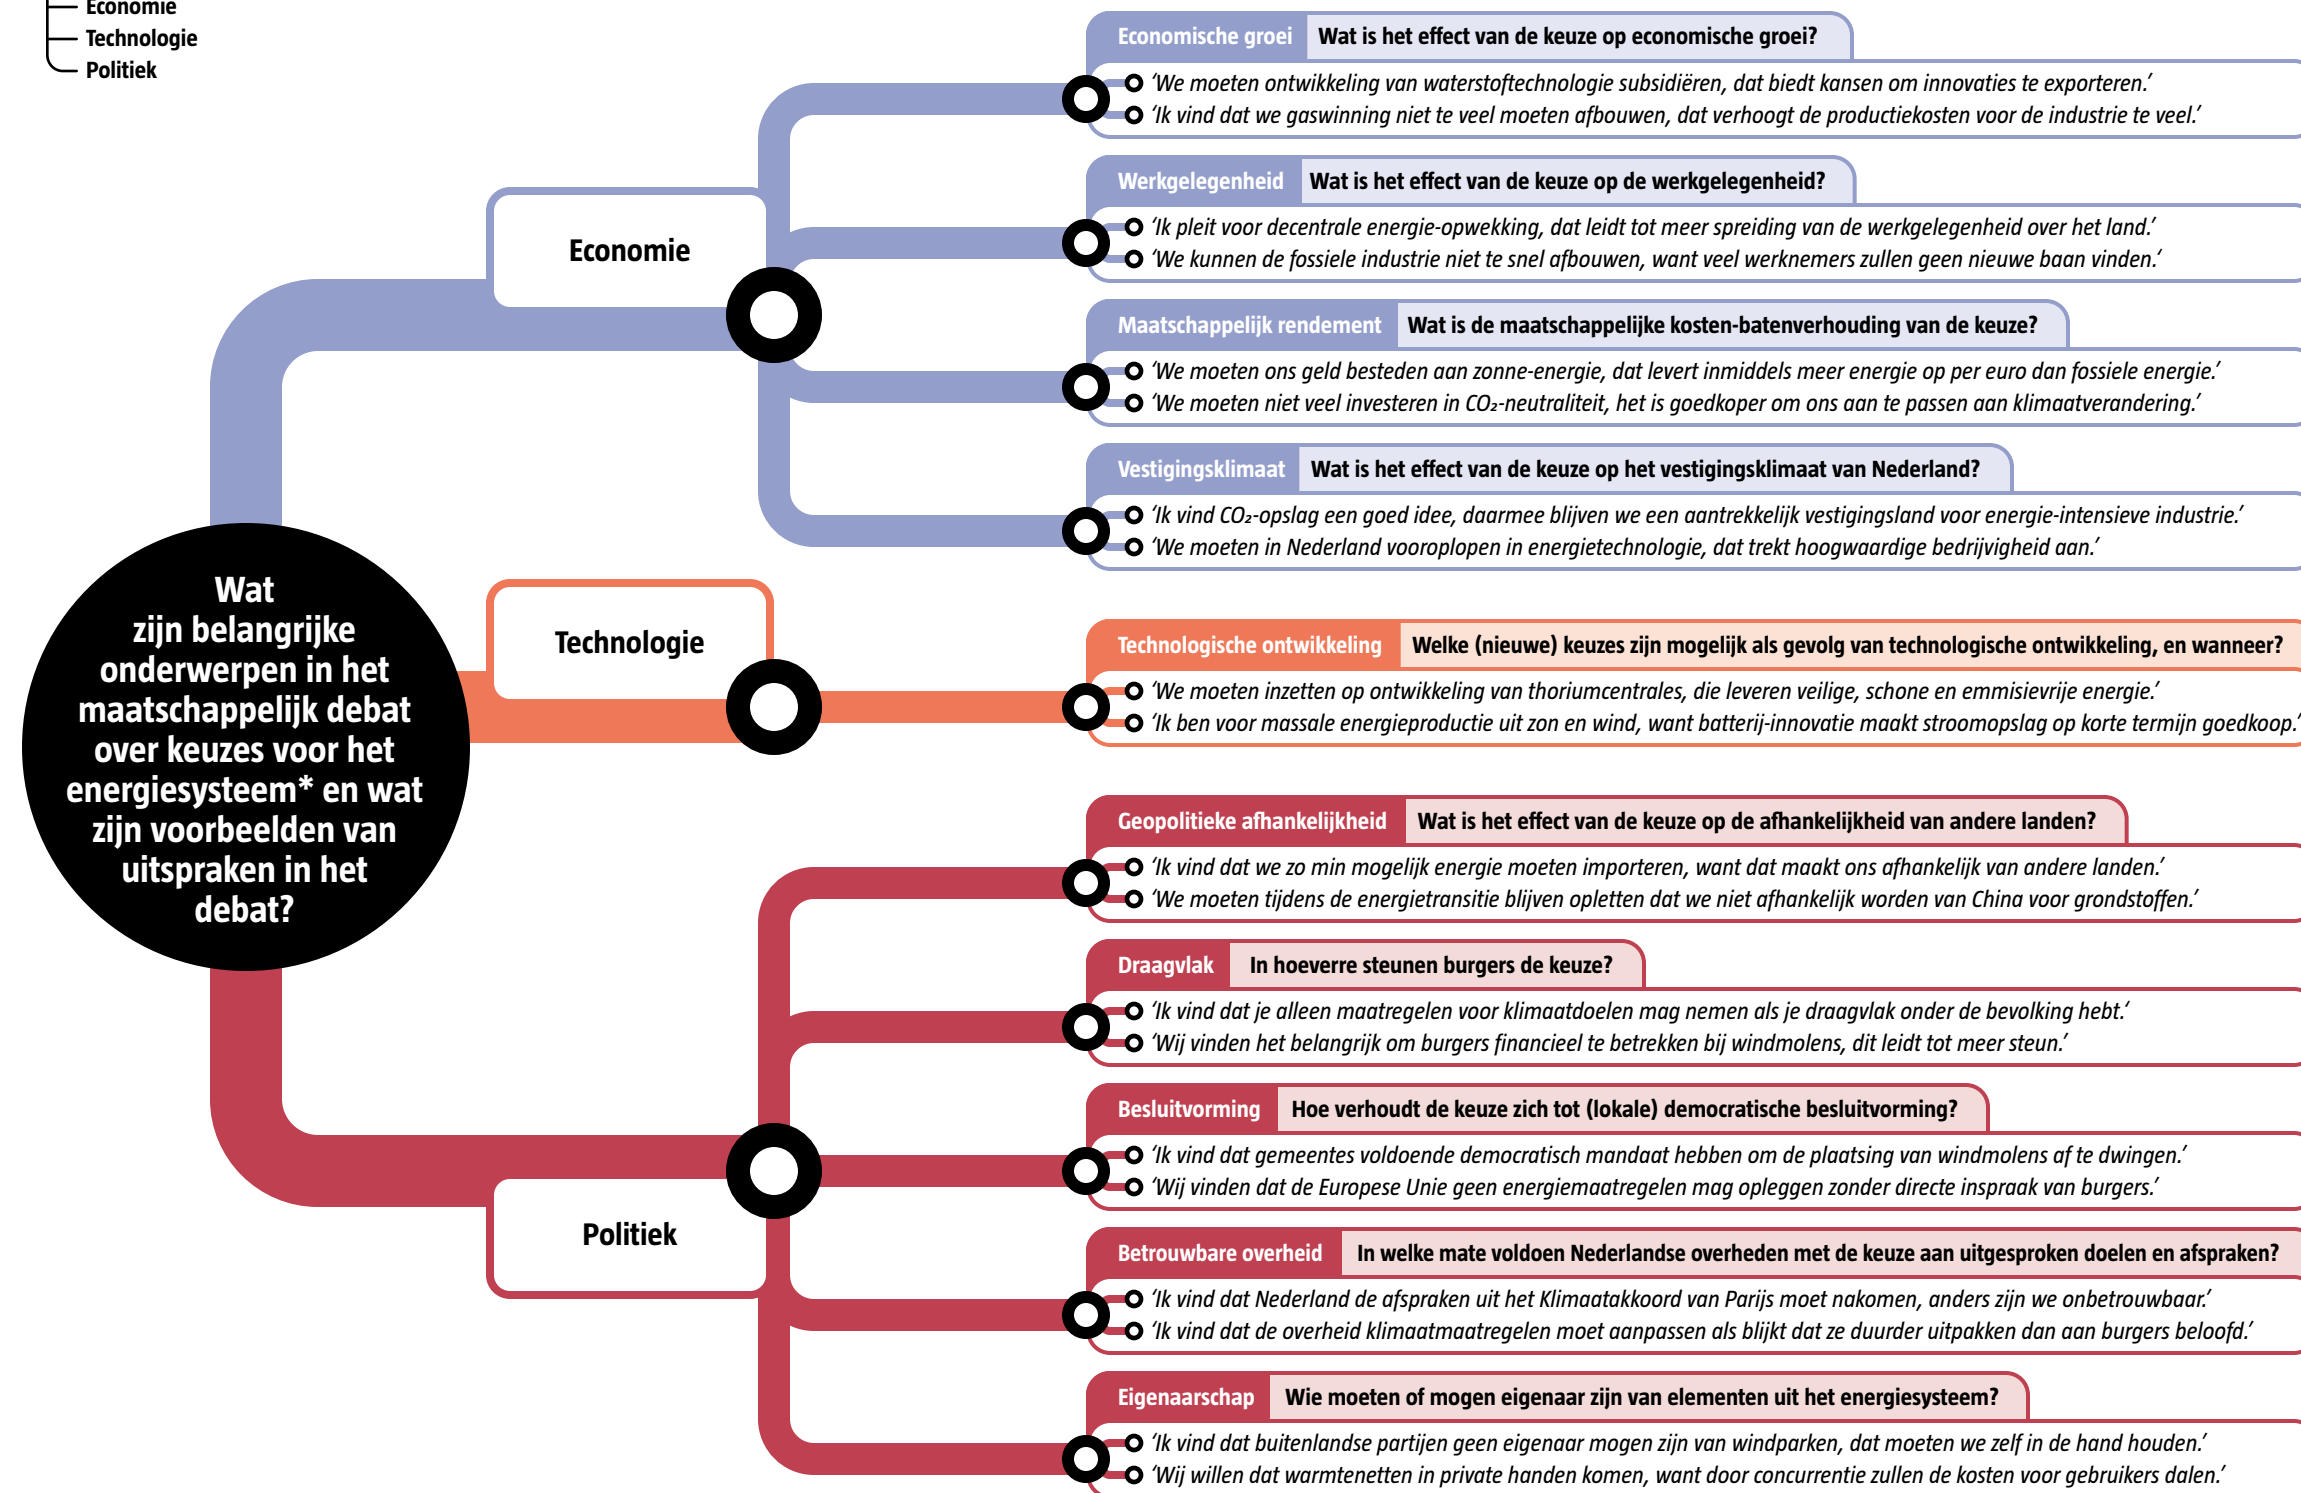 Economie
Technologie
Politiek
Wat
zijn belangrijke
onderwerpen in het
maatschappelijk debat
over keuzes voor het
energiesysteem* en wat
zijn voorbeelden van
uitspraken in het
debat?
Economie
Economische groei Wat is het effect van de keuze op economische groei?
‘We moeten ontwikkeling van waterstoftechnologie subsidiëren, dat biedt kansen om innovaties te exporteren.’
‘Ik vind dat we gaswinning niet te veel moeten afbouwen, dat verhoogt de productiekosten voor de industrie te veel.’
Werkgelegenheid Wat is het effect van de keuze op de werkgelegenheid?
‘Ik pleit voor decentrale energie-opwekking, dat leidt tot meer spreiding van de werkgelegenheid over het land.’
‘We kunnen de fossiele industrie niet te snel afbouwen, want veel werknemers zullen geen nieuwe baan vinden.‘
Maatschappelijk rendement Wat is de maatschappelijke kosten-batenverhouding van de keuze?
‘We moeten ons geld besteden aan zonne-energie, dat levert inmiddels meer energie op per euro dan fossiele energie.’
‘We moeten niet veel investeren in CO₂-neutraliteit, het is goedkoper om ons aan te passen aan klimaatverandering.’
Vestigingsklimaat Wat is het effect van de keuze op het vestigingsklimaat van Nederland?
‘Ik vind CO₂-opslag een goed idee, daarmee blijven we een aantrekkelijk vestigingsland voor energie-intensieve industrie.’
‘We moeten in Nederland vooroplopen in energietechnologie, dat trekt hoogwaardige bedrijvigheid aan.’
Technologie
Technologische ontwikkeling Welke (nieuwe) keuzes zijn mogelijk als gevolg van technologische ontwikkeling, en wanneer?
‘We moeten inzetten op ontwikkeling van thoriumcentrales, die leveren veilige, schone en emmisievrije energie.’
‘Ik ben voor massale energieproductie uit zon en wind, want batterij-innovatie maakt stroomopslag op korte termijn goedkoop.’
Politiek
Geopolitieke afhankelijkheid Wat is het effect van de keuze op de afhankelijkheid van andere landen?
‘Ik vind dat we zo min mogelijk energie moeten importeren, want dat maakt ons afhankelijk van andere landen.’
‘We moeten tijdens de energietransitie blijven opletten dat we niet afhankelijk worden van China voor grondstoffen.’
Draagvlak In hoeverre steunen burgers de keuze?
‘Ik vind dat je alleen maatregelen voor klimaatdoelen mag nemen als je draagvlak onder de bevolking hebt.‘
‘Wij vinden het belangrijk om burgers financieel te betrekken bij windmolens, dit leidt tot meer steun.’
Besluitvorming Hoe verhoudt de keuze zich tot (lokale) democratische besluitvorming?
‘Ik vind dat gemeentes voldoende democratisch mandaat hebben om de plaatsing van windmolens af te dwingen.’
‘Wij vinden dat de Europese Unie geen energiemaatregelen mag opleggen zonder directe inspraak van burgers.’
Betrouwbare overheid In welke mate voldoen Nederlandse overheden met de keuze aan uitgesproken doelen en afspraken?
‘Ik vind dat Nederland de afspraken uit het Klimaatakkoord van Parijs moet nakomen, anders zijn we onbetrouwbaar.’
‘Ik vind dat de overheid klimaatmaatregelen moet aanpassen als blijkt dat ze duurder uitpakken dan aan burgers beloofd.’
Eigenaarschap Wie moeten of mogen eigenaar zijn van elementen uit het energiesysteem?
‘Ik vind dat buitenlandse partijen geen eigenaar mogen zijn van windparken, dat moeten we zelf in de hand houden.’
‘Wij willen dat warmtenetten in private handen komen, want door concurrentie zullen de kosten voor gebruikers dalen.’